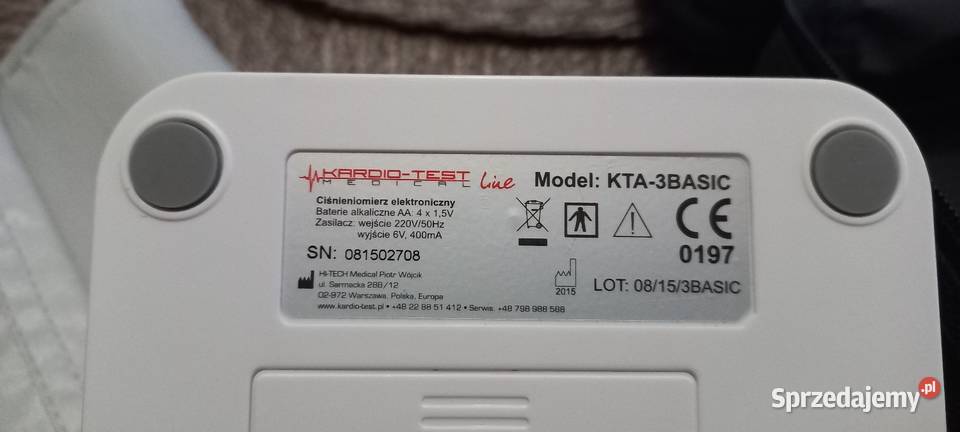 KARDIO-TEST
MEDICAL Line
Model: KTA-3BASIC
Ciśnieniomierz elektroniczny
Baterie alkaliczne AA: 4 x 1,5V
Zasilacz: wejście 220V/50Hz
wyjście 6V, 400mA
SN: 081502708
CE
0197
HI-TECH Medical Piotr Wójcik
ul. Sarmacka 28B/12
02-972 Warszawa, Polska, Europa
www.kardio-test.pl • +48 22 88 51 412 • Serwis: +48 798 988 588
2015
LOT: 08/15/3BASIC
Sprzedajemy.pl